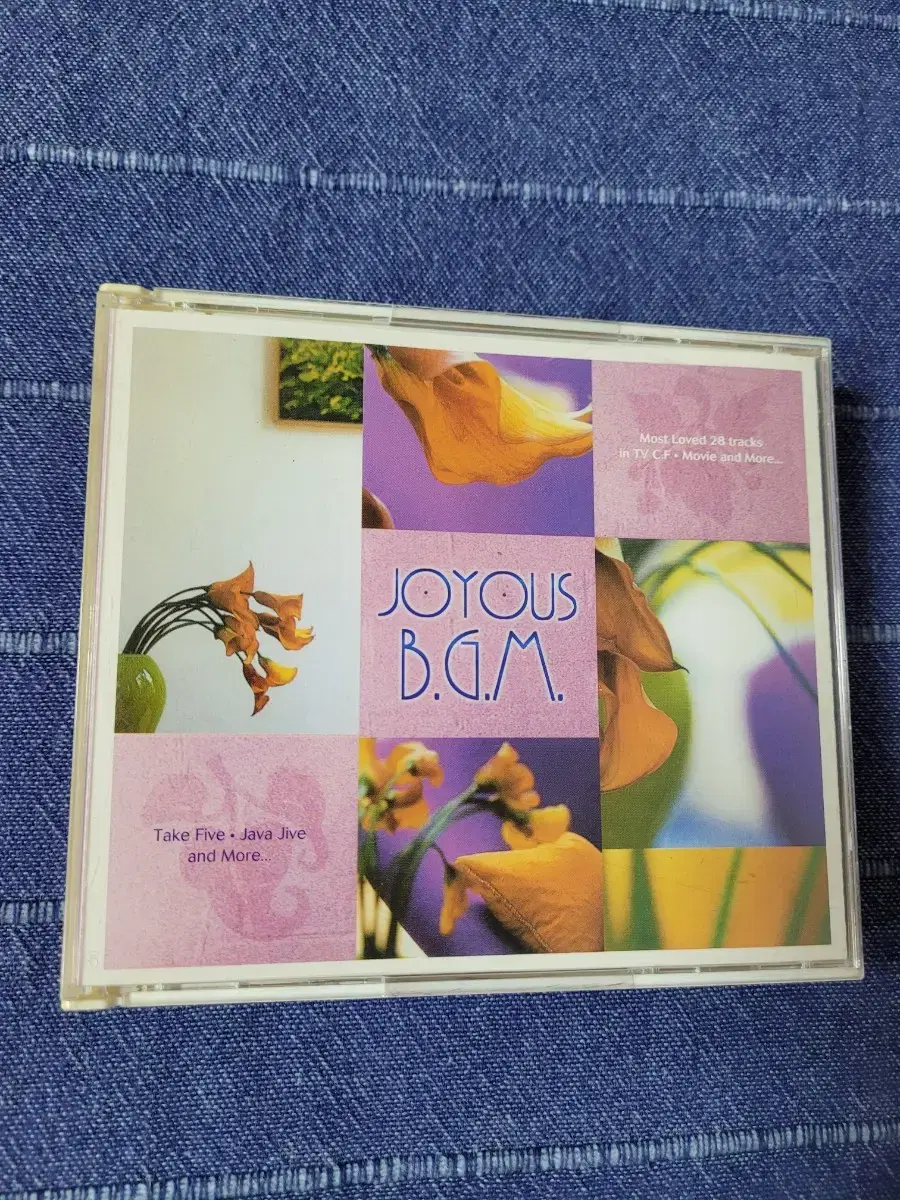 Most Loved 28 tracks
in TV C.F • Movie and More...
JOYOUS
B.G.M.
Take Five • Java Jive
and More...